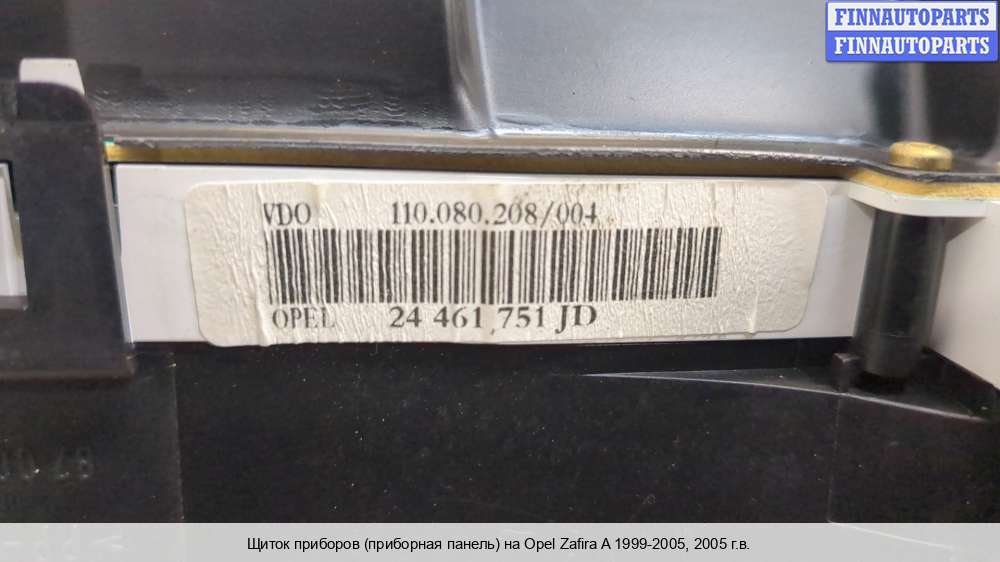 FINNAUTOPARTS
FINNAUTOPARTS
VDO 110.080.208/004
OPEL 24 461 751 JD
Щиток приборов (приборная панель) на Opel Zafira A 1999-2005, 2005 г.в.